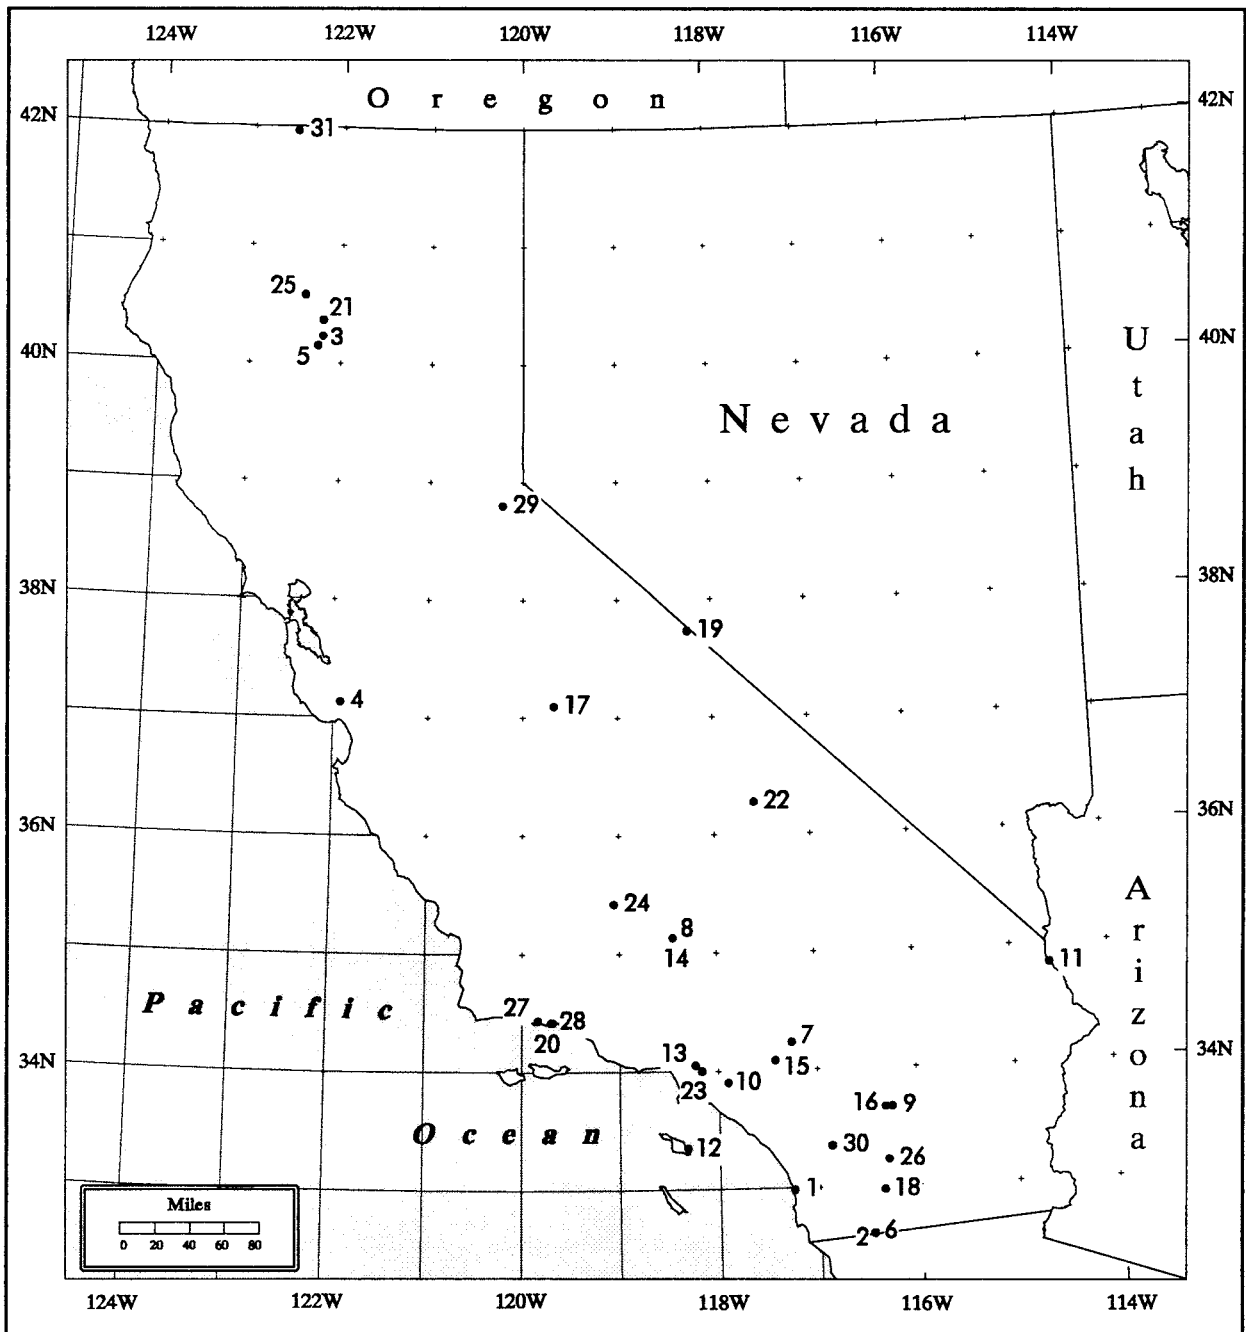 124W 122W 120W 118W 116W 114W
O r e g o n
42N 42N
31
25
21
3
5
40N 40N
U t a h
N e v a d a
29
38N 38N
19
4
17
22
36N 36N
A r i z o n a
24
8
14
11
P a c i f i c
27
28
20
34N 34N
7
13
15
10
23
16 9
O c e a n
12
30
26
1
18
2 6
Miles
0 20 40 60 80
124W 122W 120W 118W 116W 114W